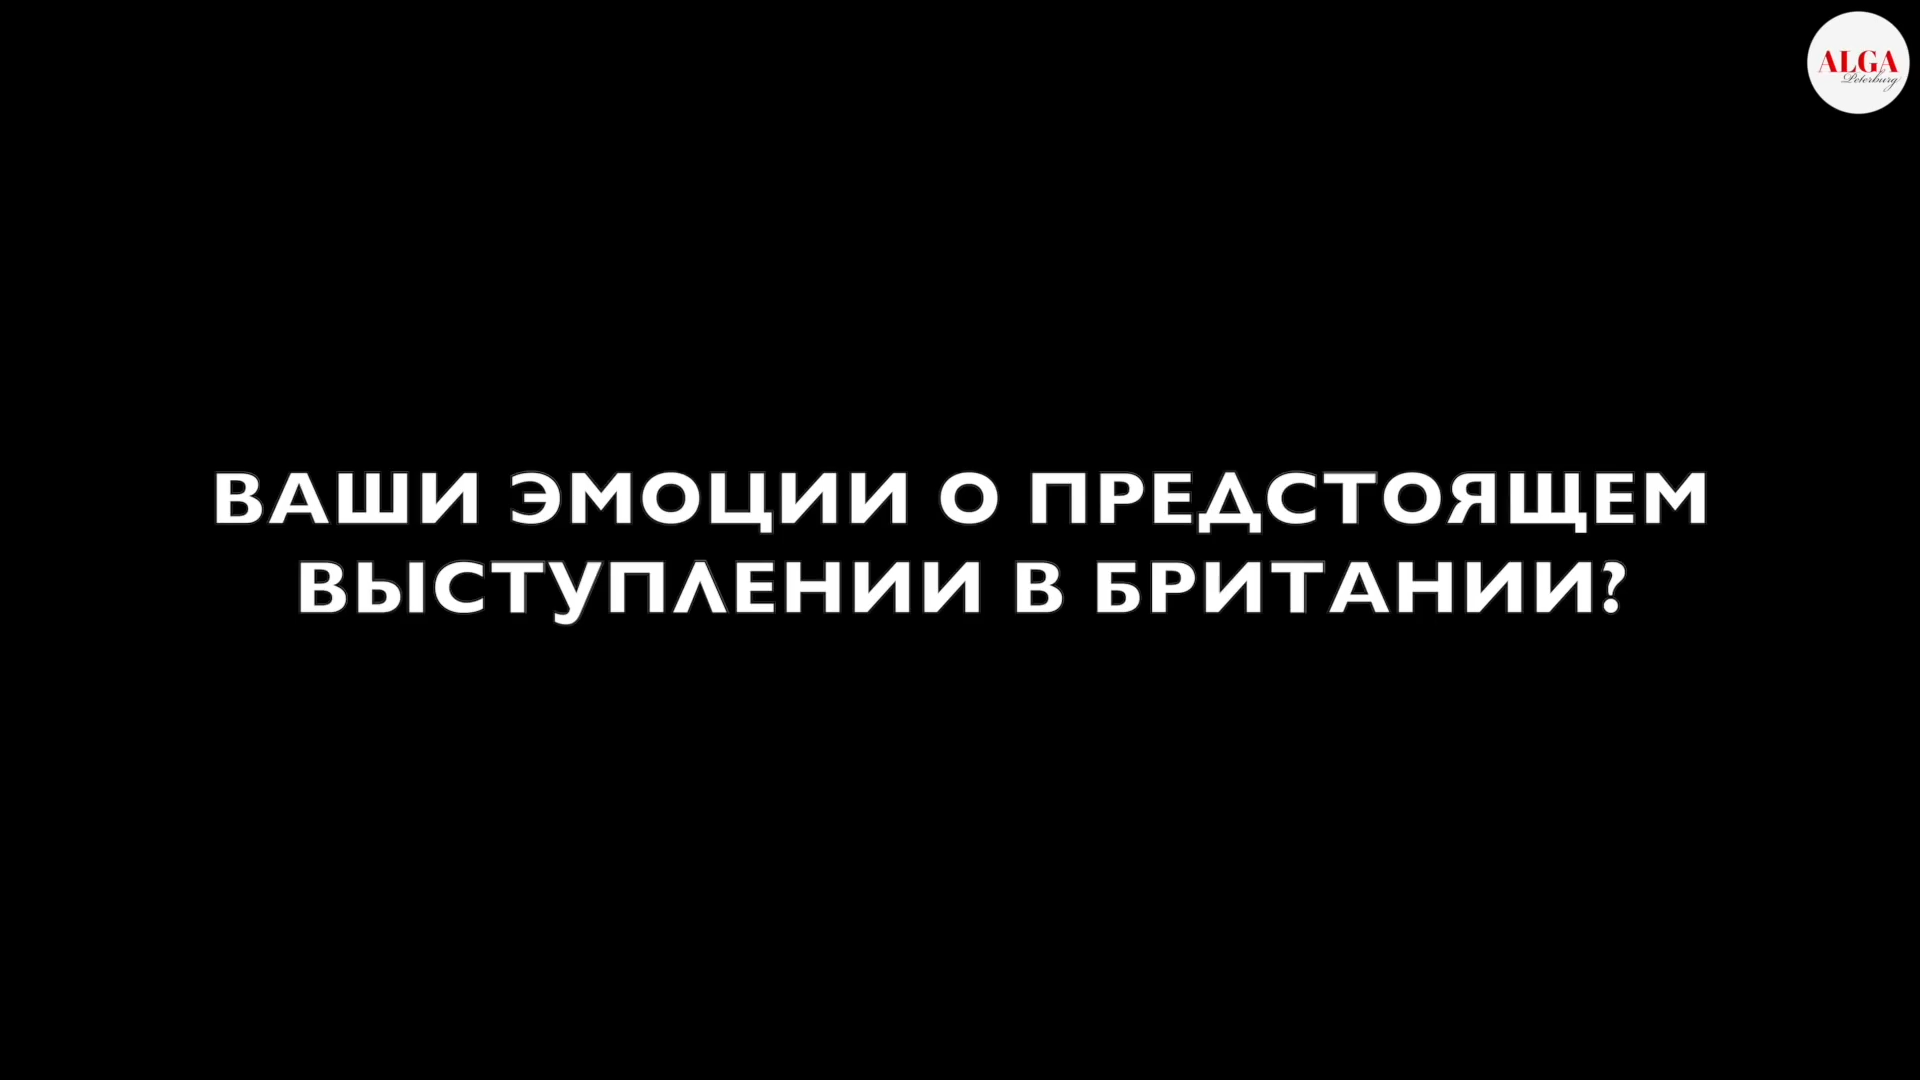 ALGA
Peterburg
ВАШИ ЭМОЦИИ О ПРЕДСТОЯЩЕМ
ВЫСТУПЛЕНИИ В БРИТАНИИ?